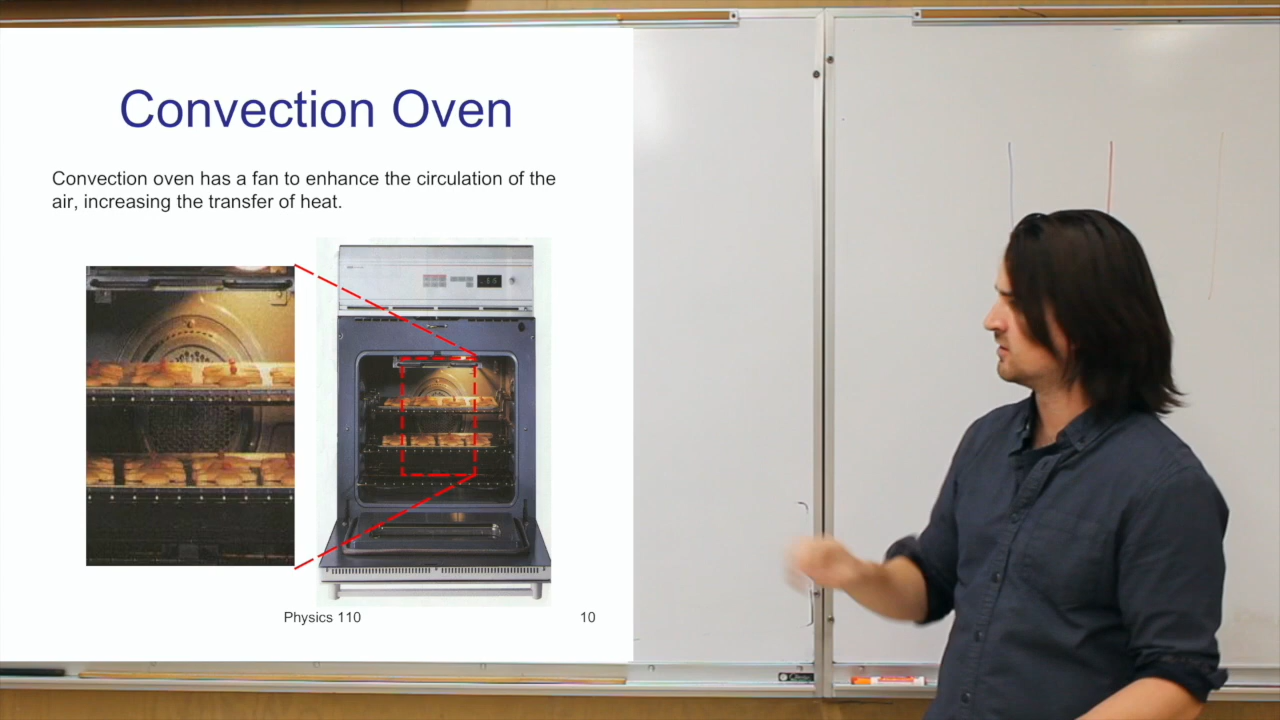 Convection Oven
Convection oven has a fan to enhance the circulation of the
air, increasing the transfer of heat.
Physics 110
10